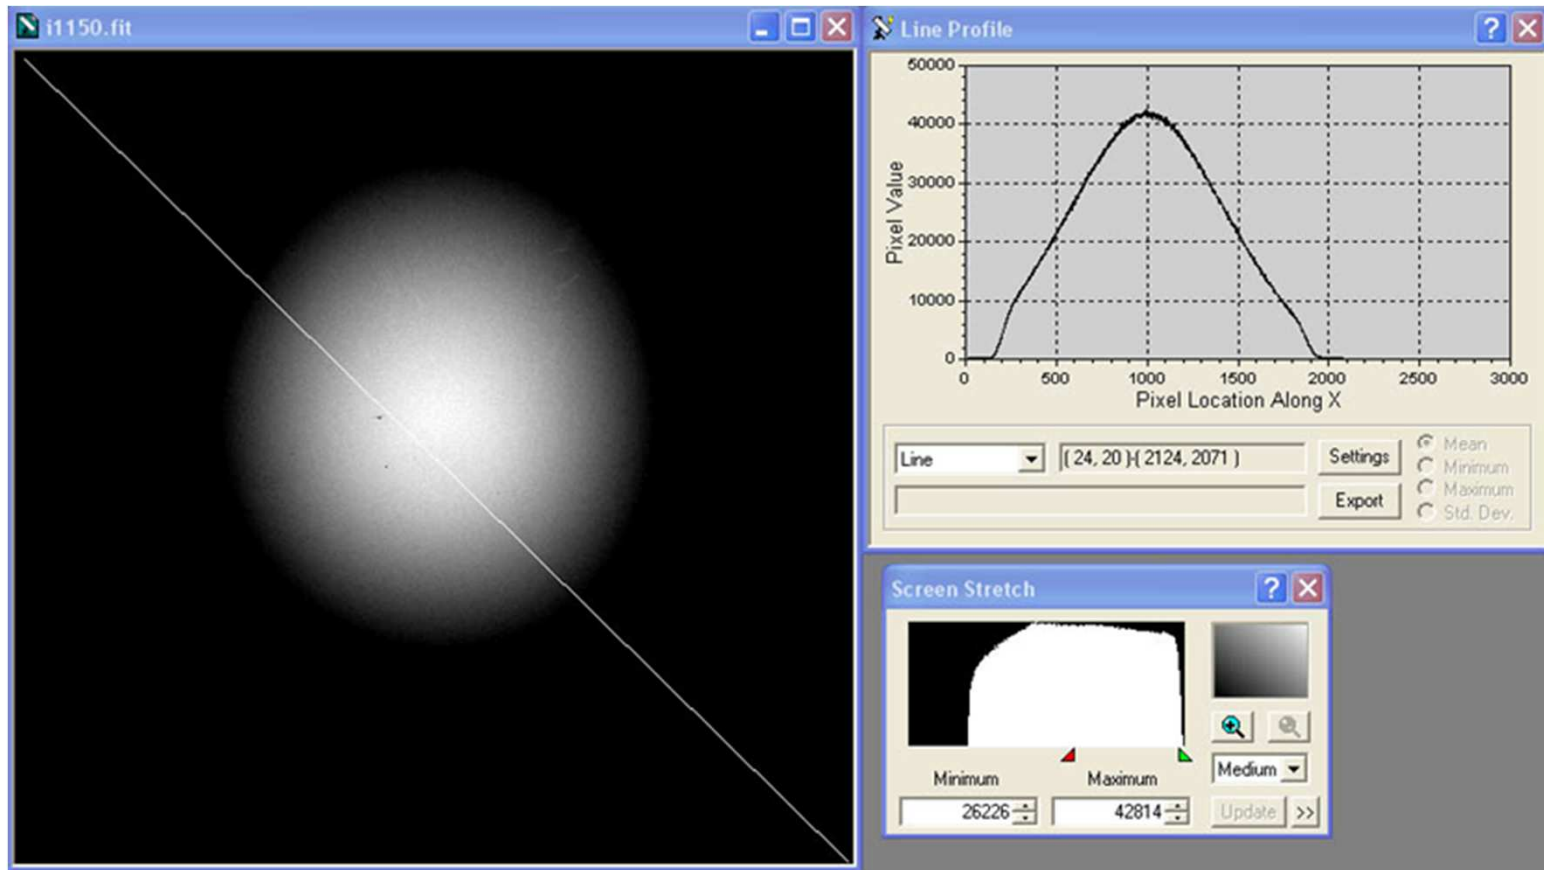 i1150.fit
Line Profile
50000
40000
30000
20000
10000
0
Pixel Value
0 500 1000 1500 2000 2500 3000
Pixel Location Along X
Line
( 24, 20 )-( 2124, 2071 )
Settings
Export
Mean
Minimum
Maximum
Std. Dev.
Screen Stretch
Minimum Maximum
26226 42814
Medium
Update >>